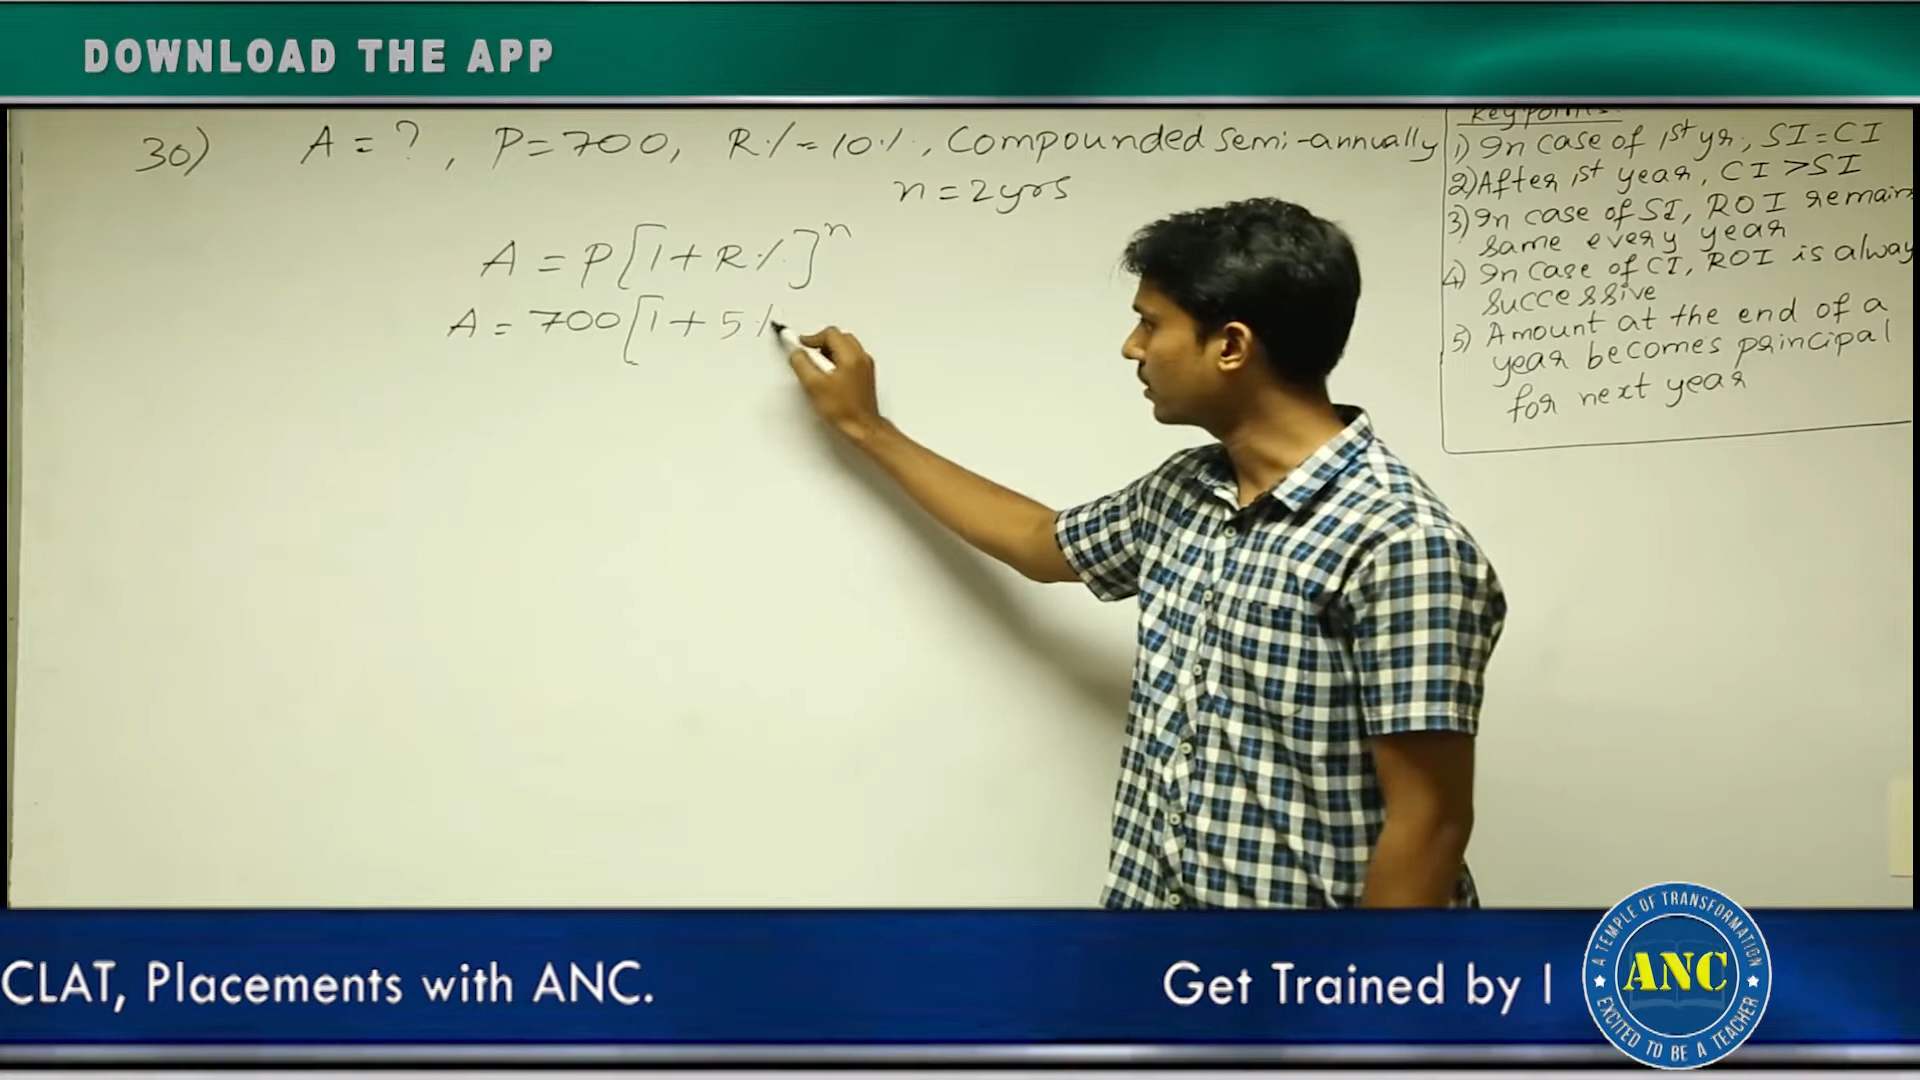 DOWNLOAD THE APP
30) A = ? , P = 700, R% = 10%, Compounded Semi-annually
n = 2yrs
A = P[1+R%]^n
A = 700[1+5%
Key points
1) In case of 1st yr, SI = CI
2) After 1st year, CI > SI
3) In case of SI, ROI remain
same every year
4) In case of CI, ROI is alway
successive
5) Amount at the end of a
year becomes principal
for next year
CLAT, Placements with ANC.
Get Trained by I
A TEMPLE OF TRANSFORMATION
ANC
EXCITED TO BE A TEACHER